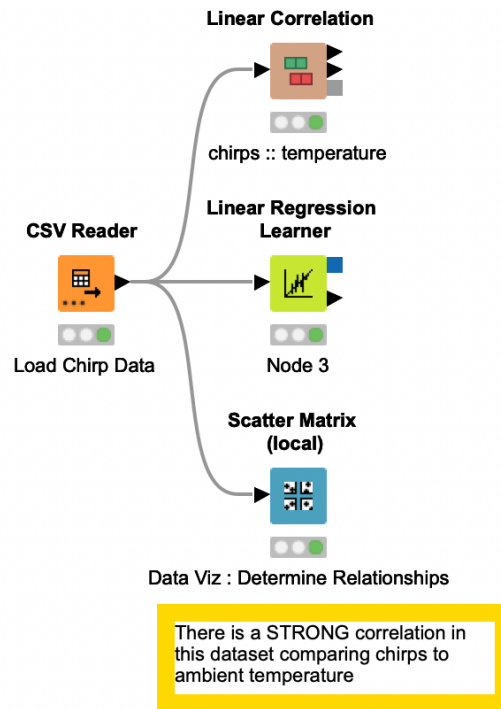 Linear Correlation
chirps :: temperature
Linear Regression
Learner
CSV Reader
Load Chirp Data
Node 3
Scatter Matrix
(local)
Data Viz : Determine Relationships
There is a STRONG correlation in
this dataset comparing chirps to
ambient temperature